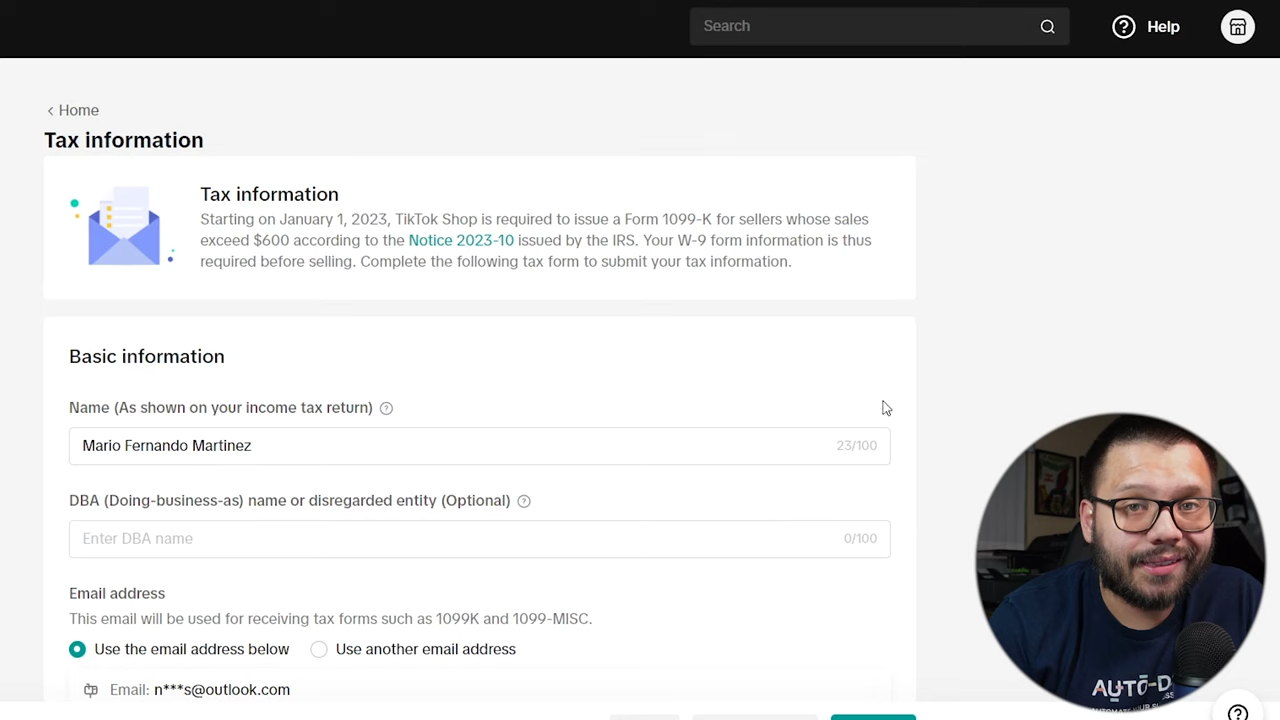 Search
Help
Home
Tax information
Tax information
Starting on January 1, 2023, TikTok Shop is required to issue a Form 1099-K for sellers whose sales
exceed $600 according to the Notice 2023-10 issued by the IRS. Your W-9 form information is thus
required before selling. Complete the following tax form to submit your tax information.
Basic information
Name (As shown on your income tax return)
Mario Fernando Martinez 23/100
DBA (Doing-business-as) name or disregarded entity (Optional)
Enter DBA name 0/100
Email address
This email will be used for receiving tax forms such as 1099K and 1099-MISC.
Use the email address below Use another email address
Email: n***s@outlook.com
AUTO-D